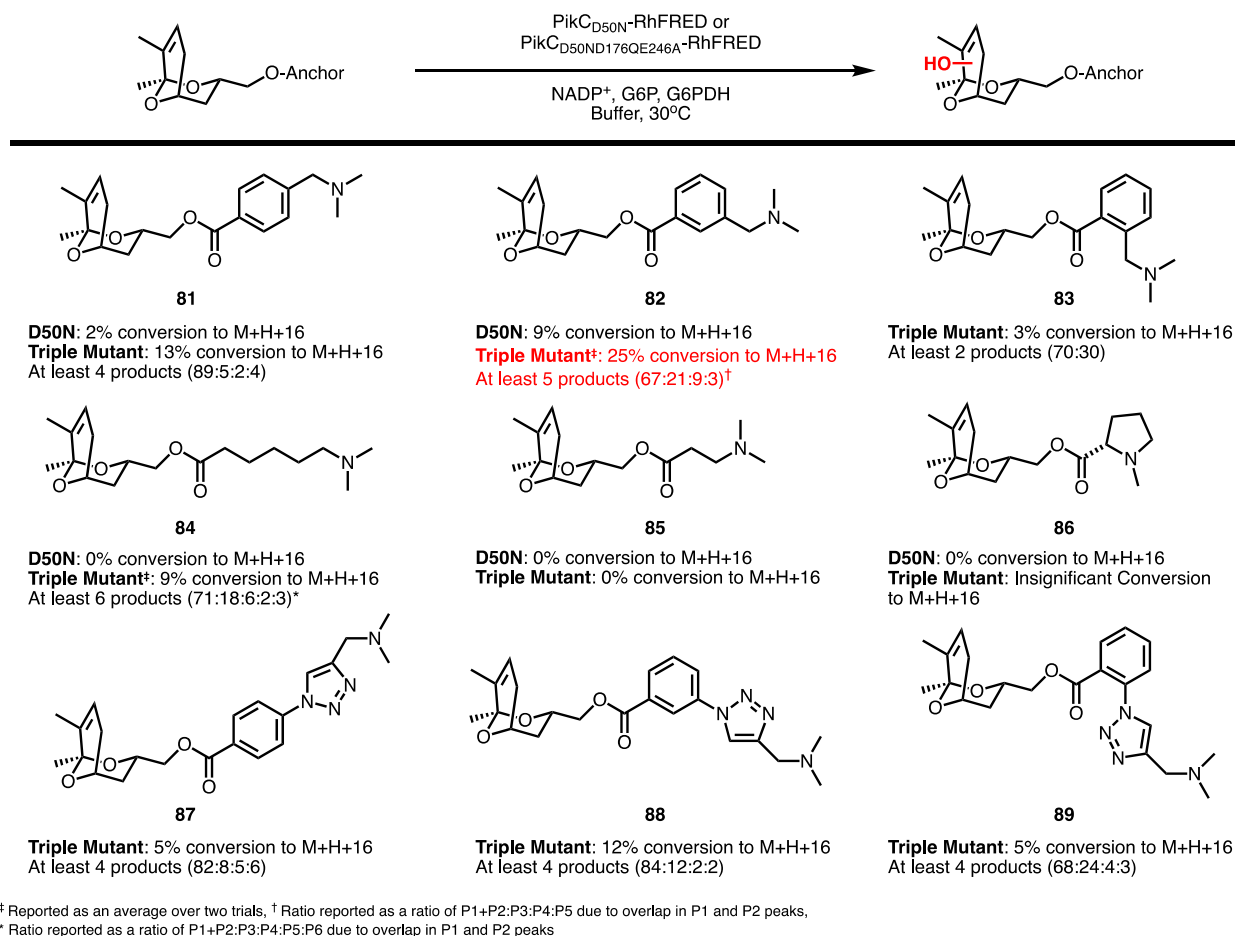 PikCD50N-RhFRED or
PikCD50ND176QE246A-RhFRED
NADP+, G6P, G6PDH
Buffer, 30oC
O
O
O-Anchor
HO
O
O
O-Anchor
O
O
O
O
N
81
D50N: 2% conversion to M+H+16
Triple Mutant: 13% conversion to M+H+16
At least 4 products (89:5:2:4)
O
O
O
O
N
82
D50N: 9% conversion to M+H+16
Triple Mutant‡: 25% conversion to M+H+16
At least 5 products (67:21:9:3)†
O
O
O
O
N
83
Triple Mutant: 3% conversion to M+H+16
At least 2 products (70:30)
O
O
O
O
N
84
D50N: 0% conversion to M+H+16
Triple Mutant‡: 9% conversion to M+H+16
At least 6 products (71:18:6:2:3)*
O
O
O
O
N
85
D50N: 0% conversion to M+H+16
Triple Mutant: 0% conversion to M+H+16
O
O
O
O
N
86
D50N: 0% conversion to M+H+16
Triple Mutant: Insignificant Conversion
to M+H+16
O
O
O
O
N
N
N
N
87
Triple Mutant: 5% conversion to M+H+16
At least 4 products (82:8:5:6)
O
O
O
O
N
N
N
N
88
Triple Mutant: 12% conversion to M+H+16
At least 4 products (84:12:2:2)
O
O
O
O
N
N
N
N
89
Triple Mutant: 5% conversion to M+H+16
At least 4 products (68:24:4:3)
‡ Reported as an average over two trials, † Ratio reported as a ratio of P1+P2:P3:P4:P5 due to overlap in P1 and P2 peaks,
* Ratio reported as a ratio of P1+P2:P3:P4:P5:P6 due to overlap in P1 and P2 peaks